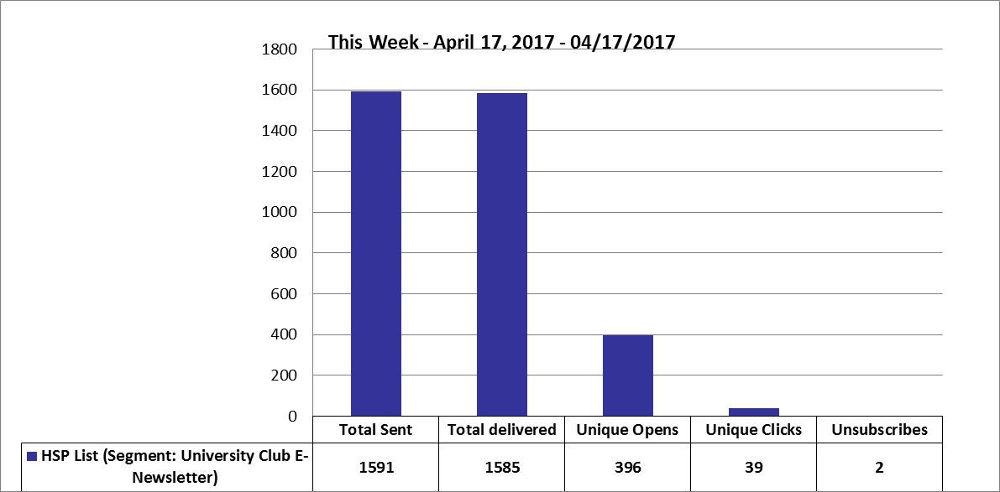 This Week - April 17, 2017 - 04/17/2017
1800
1600
1400
1200
1000
800
600
400
200
0
Total Sent Total delivered Unique Opens Unique Clicks Unsubscribes
HSP List (Segment: University Club E-
Newsletter)
1591 1585 396 39 2